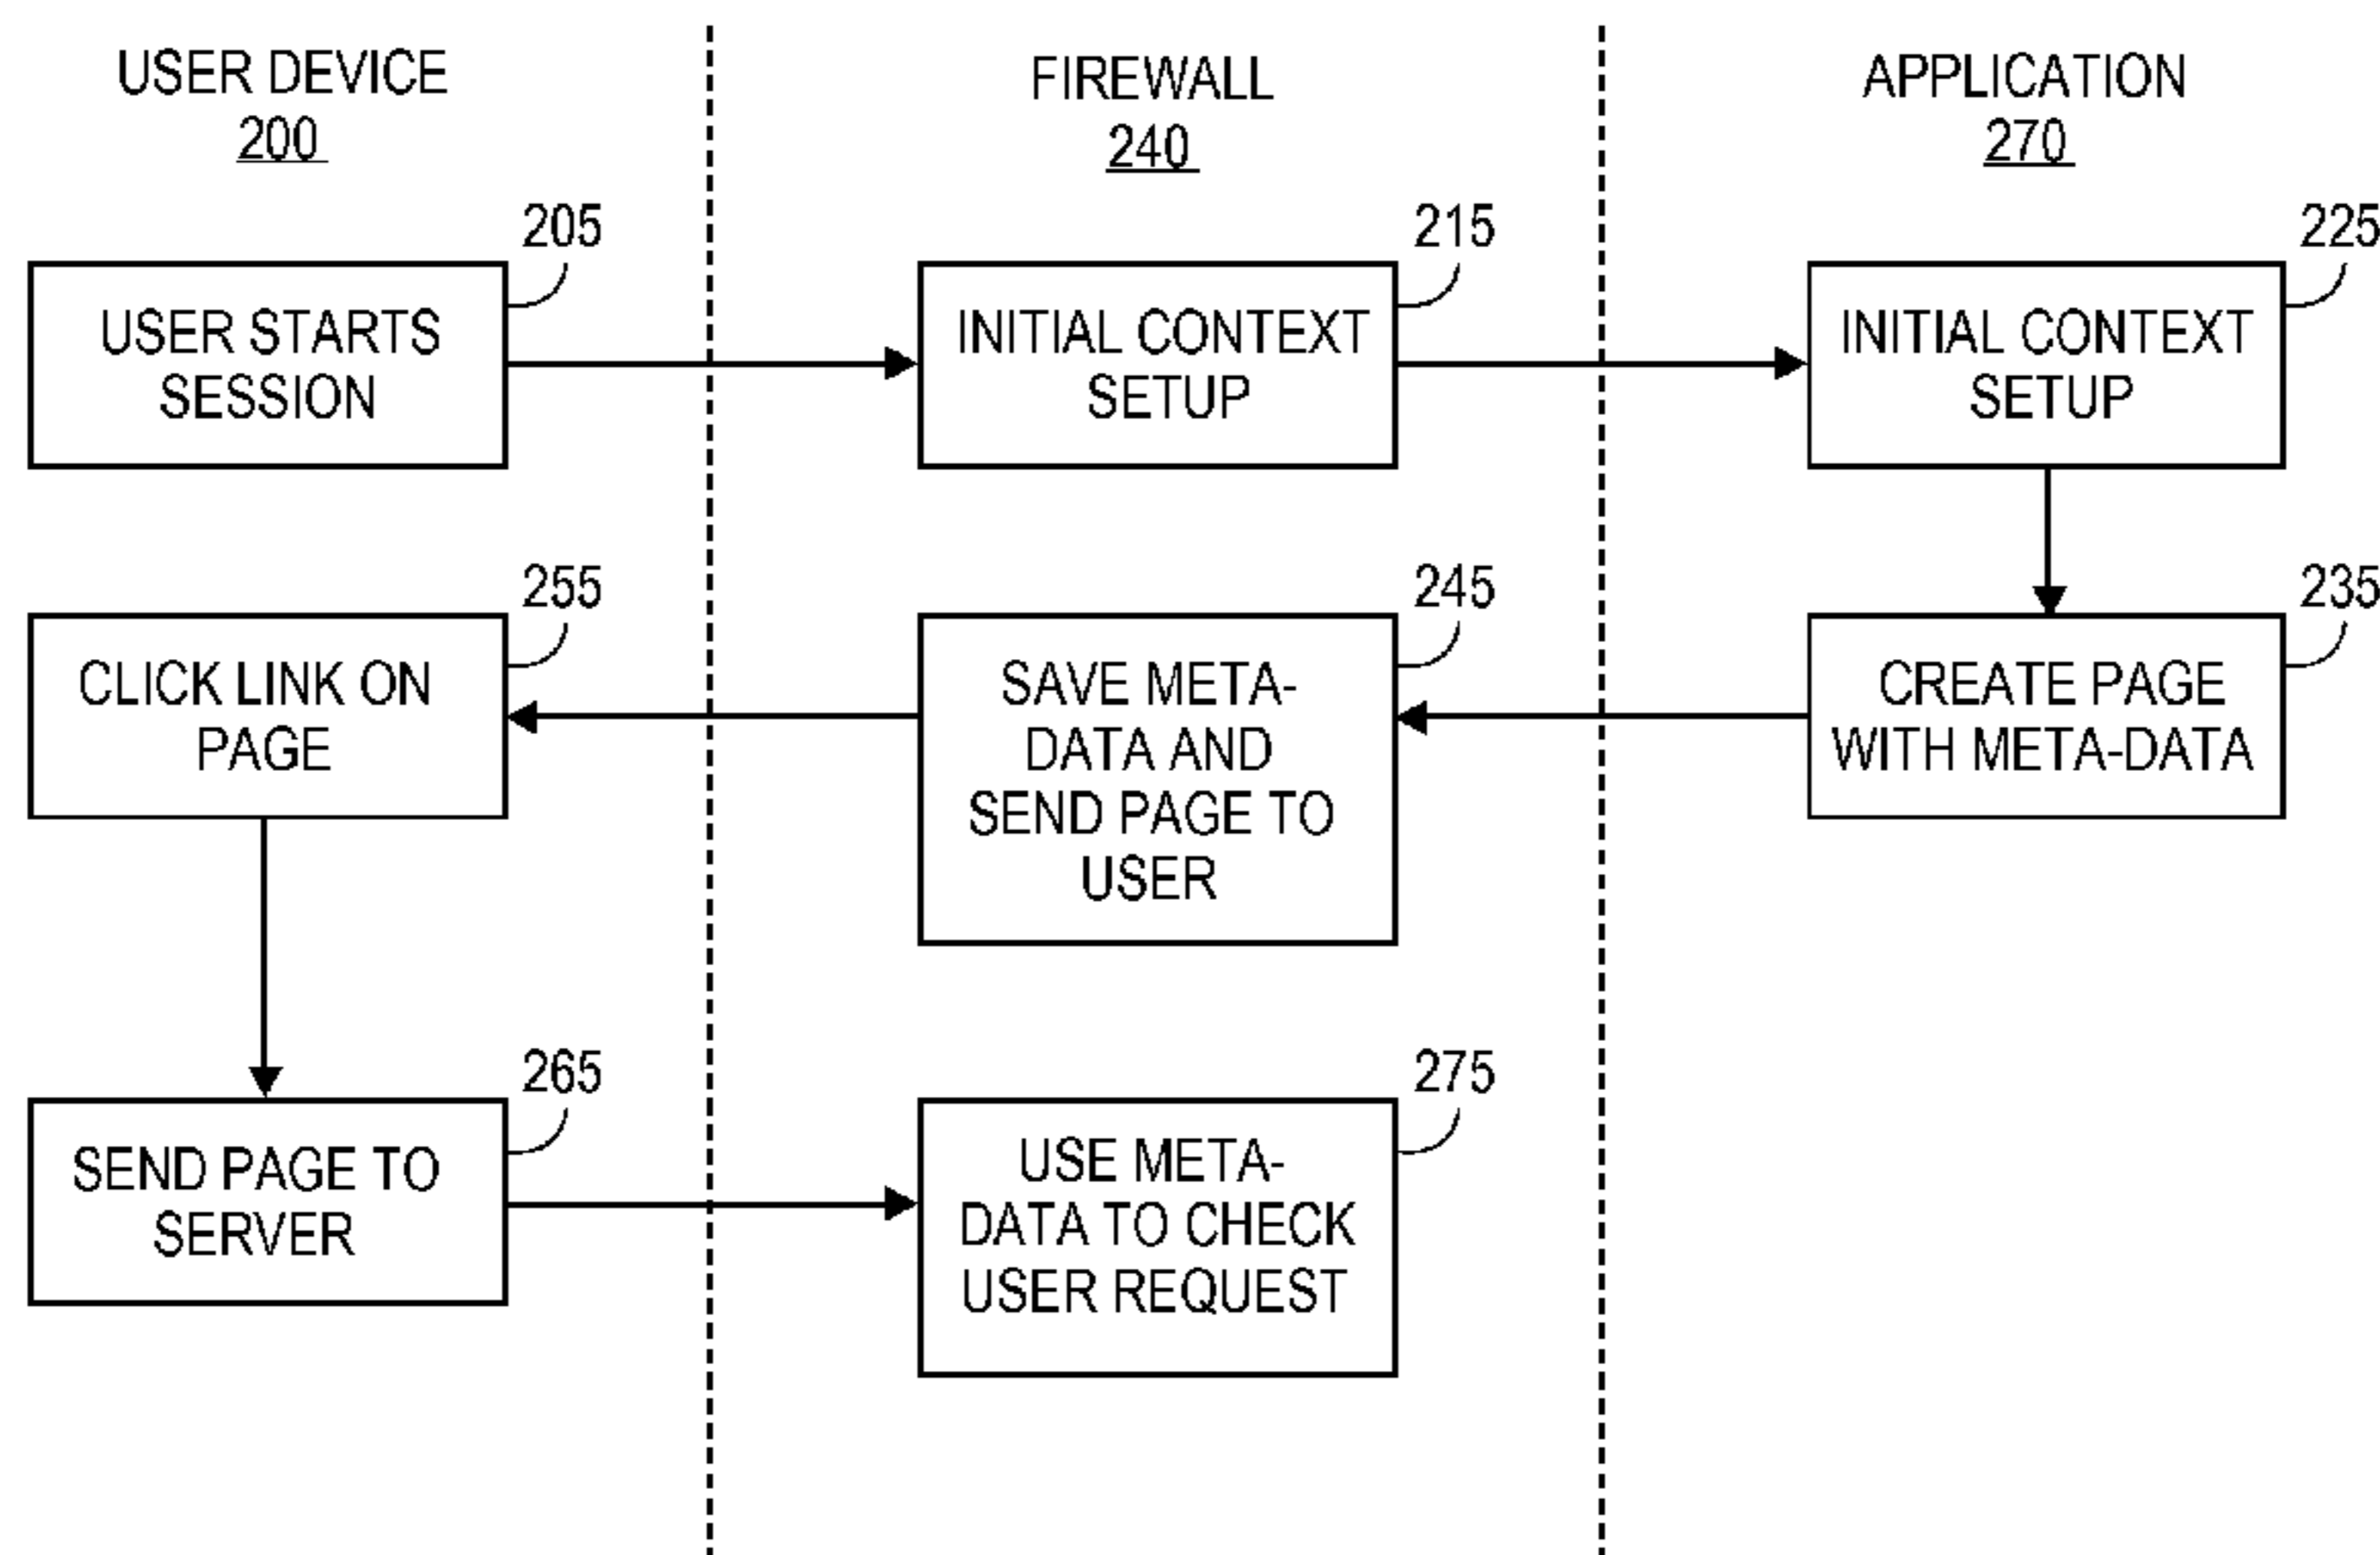 USER DEVICE
200
FIREWALL
240
APPLICATION
270
205
USER STARTS
SESSION
215
INITIAL CONTEXT
SETUP
225
INITIAL CONTEXT
SETUP
255
CLICK LINK ON
PAGE
245
SAVE META-
DATA AND
SEND PAGE TO
USER
235
CREATE PAGE
WITH META-DATA
265
SEND PAGE TO
SERVER
275
USE META-
DATA TO CHECK
USER REQUEST